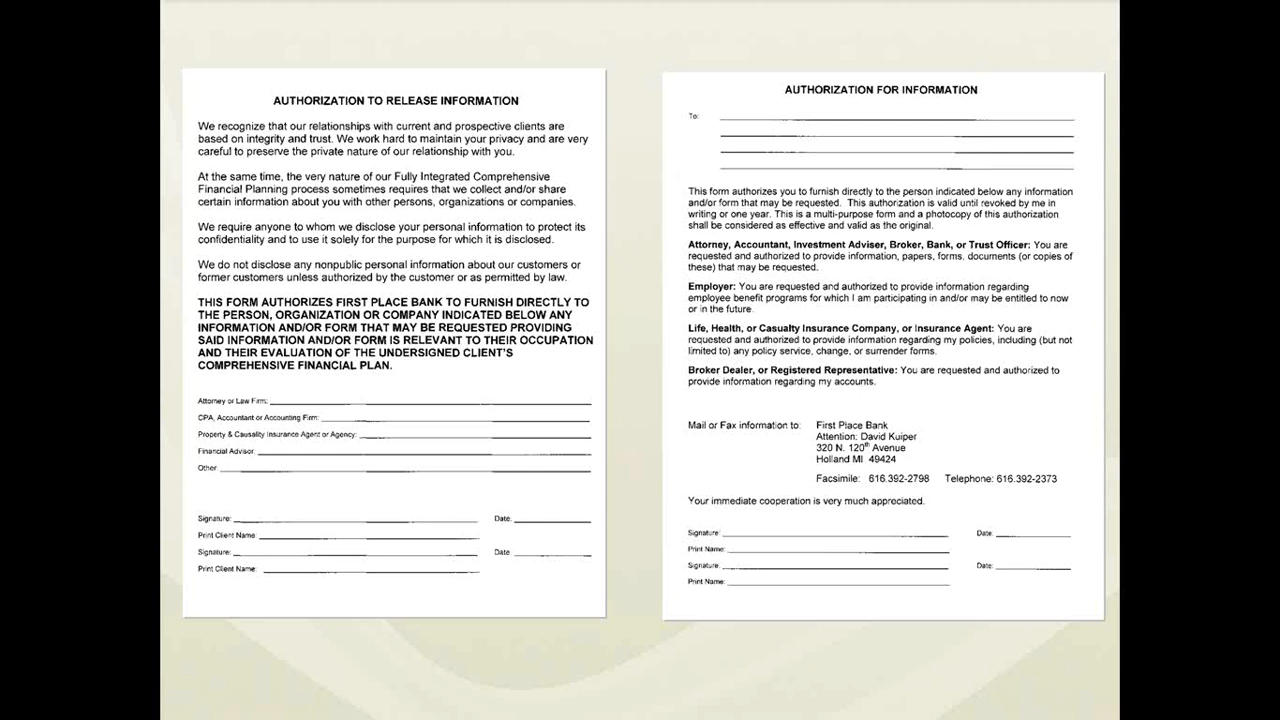 AUTHORIZATION TO RELEASE INFORMATION
We recognize that our relationships with current and prospective clients are
based on integrity and trust. We work hard to maintain your privacy and are very
careful to preserve the private nature of our relationship with you.
At the same time, the very nature of our Fully Integrated Comprehensive
Financial Planning process sometimes requires that we collect and/or share
certain information about you with other persons, organizations or companies.
We require anyone to whom we disclose your personal information to protect its
confidentiality and to use it solely for the purpose for which it is disclosed.
We do not disclose any nonpublic personal information about our customers or
former customers unless authorized by the customer or as permitted by law.
THIS FORM AUTHORIZES FIRST PLACE BANK TO FURNISH DIRECTLY TO
THE PERSON, ORGANIZATION OR COMPANY INDICATED BELOW ANY
INFORMATION AND/OR FORM THAT MAY BE REQUESTED PROVIDING
SAID INFORMATION AND/OR FORM IS RELEVANT TO THEIR OCCUPATION
AND THEIR EVALUATION OF THE UNDERSIGNED CLIENT'S
COMPREHENSIVE FINANCIAL PLAN.
Attorney or Law Firm:
CPA, Accountant or Accounting Firm:
Property & Causality Insurance Agent or Agency:
Financial Advisor:
Other
Signature: Date:
Print Client Name:
Signature: Date
Print Client Name:
AUTHORIZATION FOR INFORMATION
To:
This form authorizes you to furnish directly to the person indicated below any information
and/or form that may be requested. This authorization is valid until revoked by me in
writing or one year. This is a multi-purpose form and a photocopy of this authorization
shall be considered as effective and valid as the original.
Attorney, Accountant, Investment Adviser, Broker, Bank, or Trust Officer: You are
requested and authorized to provide information, papers, forms, documents (or copies of
these) that may be requested.
Employer: You are requested and authorized to provide information regarding
employee benefit programs for which I am participating in and/or may be entitled to now
or in the future.
Life, Health, or Casualty Insurance Company, or Insurance Agent: You are
requested and authorized to provide information regarding my policies, including (but not
limited to) any policy service, change, or surrender forms.
Broker Dealer, or Registered Representative: You are requested and authorized to
provide information regarding my accounts.
Mail or Fax information to: First Place Bank
Attention: David Kuiper
320 N. 120th Avenue
Holland MI 49424
Facsimile: 616.392-2798 Telephone: 616.392-2373
Your immediate cooperation is very much appreciated.
Signature: Date:
Print Name:
Signature: Date:
Print Name: